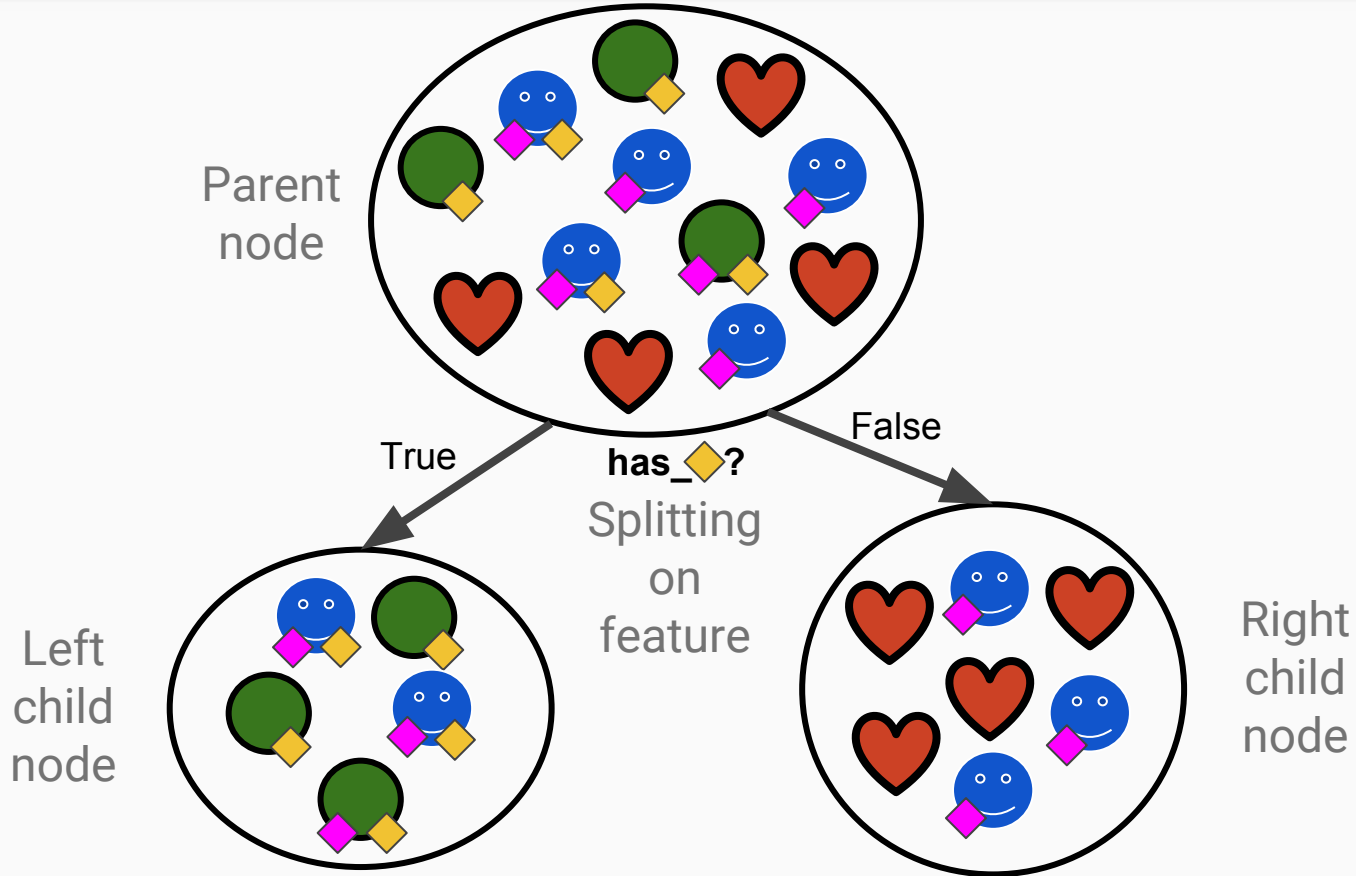 Parent
node
True
False
has_ ?
Splitting
on
feature
Left
child
node
Right
child
node